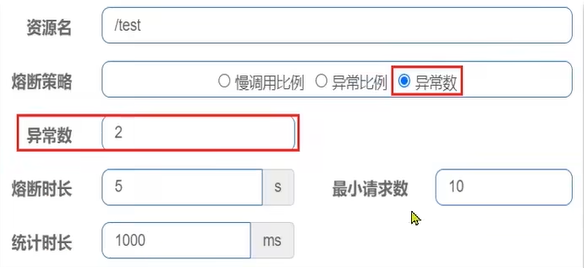 资源名 /test
熔断策略 慢调用比例 异常比例 异常数
异常数 2
熔断时长 5 s 最小请求数 10
统计时长 1000 ms